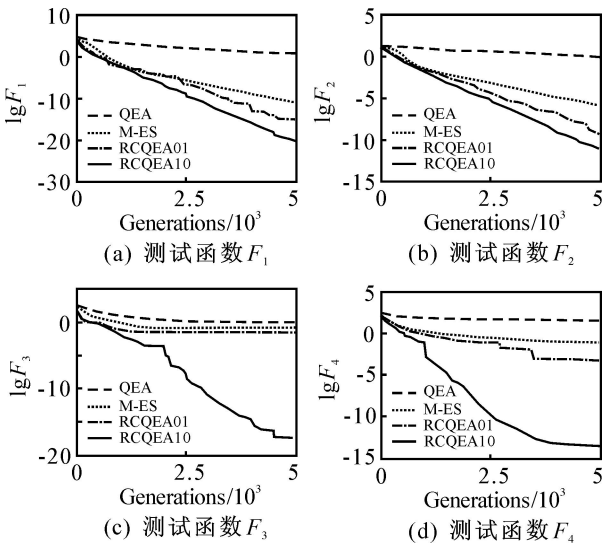 10
0
-10
-20
-30
lgF₁
QEA
M-ES
RCQEA01
RCQEA10
0
2.5
5
Generations/10³
(a) 测试函数F₁
5
0
-5
-10
-15
lgF₂
QEA
M-ES
RCQEA01
RCQEA10
0
2.5
5
Generations/10³
(b) 测试函数F₂
0
-10
-20
lgF₃
QEA
M-ES
RCQEA01
RCQEA10
0
2.5
5
Generations/10³
(c) 测试函数F₃
5
0
-5
-10
-15
lgF₄
QEA
M-ES
RCQEA01
RCQEA10
0
2.5
5
Generations/10³
(d) 测试函数F₄